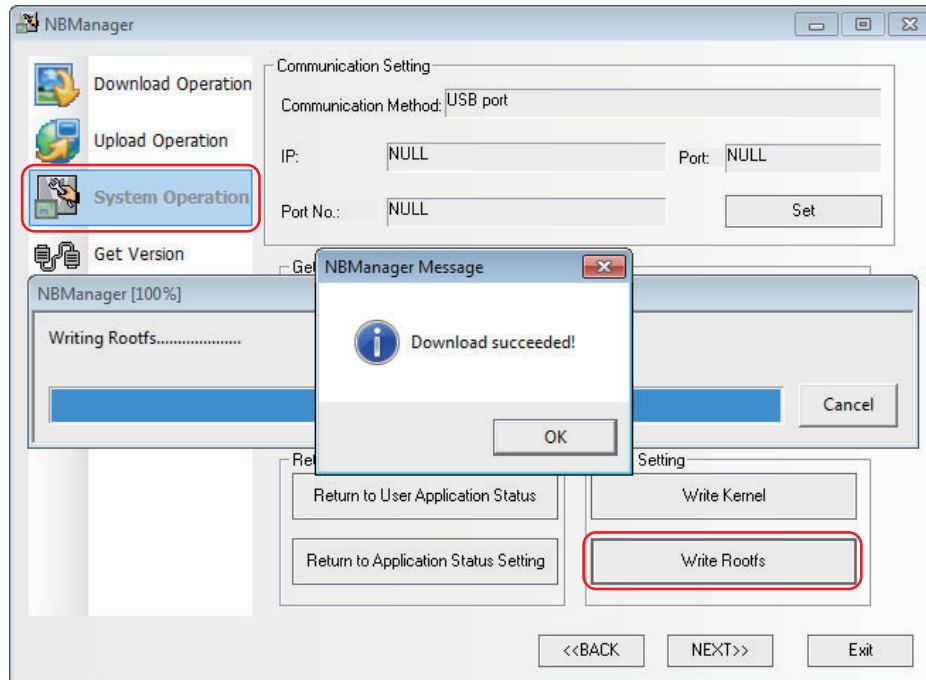 NBManager
Download Operation
Upload Operation
System Operation
Get Version
Communication Setting
Communication Method: USB port
IP: NULL Port: NULL
Port No.: NULL Set
Get
NBManager [100%]
Writing Rootfs....................
Cancel
NBManager Message
Download succeeded!
OK
Ret
Setting
Return to User Application Status
Write Kernel
Return to Application Status Setting
Write Rootfs
<<BACK NEXT>> Exit